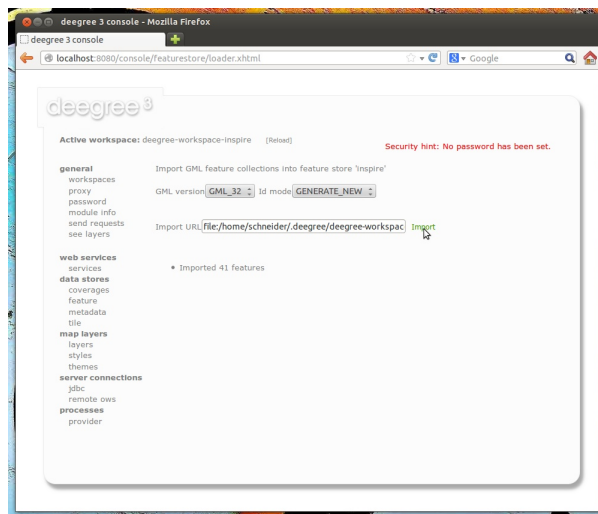 deegree 3 console - Mozilla Firefox
deegree 3 console
localhost:8080/console/featurestore/loader.xhtml
Google
deegree 3
Active workspace: deegree-workspace-inspire [Reload]
Security hint: No password has been set.
general
workspaces
proxy
password
module info
send requests
see layers
web services
services
data stores
coverages
feature
metadata
tile
map layers
layers
styles
themes
server connections
jdbc
remote ows
processes
provider
Import GML feature collections into feature store 'inspire'
GML version GML_32 Id mode GENERATE_NEW
Import URL file:/home/schneider/.deegree/deegree-workspac Import
• Imported 41 features